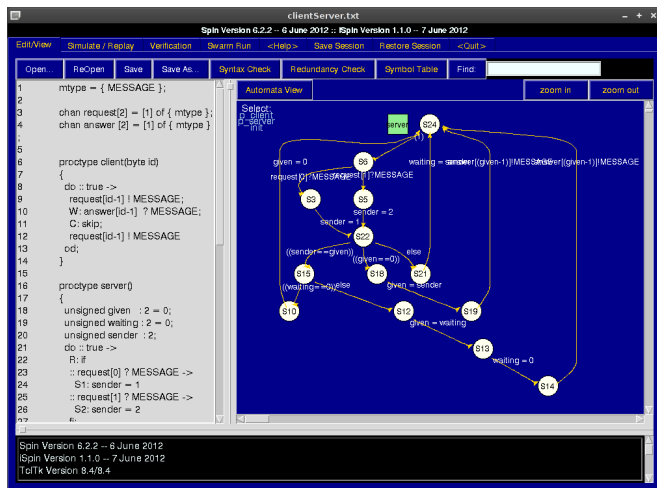 clientServer.txt
Spin Version 6.2.2 -- 6 June 2012 :: iSpin Version 1.1.0 -- 7 June 2012
Edit/View Simulate / Replay Verification Swarm Run <Help> Save Session Restore Session <Quit>
Open... ReOpen Save Save As... Syntax Check Redundancy Check Symbol Table Find:
1 mtype = { MESSAGE };
2
3 chan request[2] = [1] of { mtype };
4 chan answer [2] = [1] of { mtype }
;
5
6 proctype client(byte id)
7 {
8 do :: true ->
9 request[id-1] ! MESSAGE;
10 W: answer[id-1] ? MESSAGE;
11 C: skip;
12 request[id-1] ! MESSAGE
13 od;
14 }
15
16 proctype server()
17 {
18 unsigned given : 2 = 0;
19 unsigned waiting : 2 = 0;
20 unsigned sender : 2;
21 do :: true ->
22 R: if
23 :: request[0] ? MESSAGE ->
24 S1: sender = 1
25 :: request[1] ? MESSAGE ->
26 S2: sender = 2
27 fi;
Automata View zoom in zoom out
Select:
p_client
p_server
init
server
S24
(1)
given = 0
S6
waiting = sender
answer[(given-1)]!MESSAGE
request[0]?MESSAGE
request[1]?MESSAGE
S3
S5
sender = 2
sender = 1
S22
((sender==given))
else
((given==0))
S15
S18
S21
((waiting==0))
else
given = sender
S10
S12
S19
given = waiting
S13
waiting = 0
S14
Spin Version 6.2.2 -- 6 June 2012
iSpin Version 1.1.0 -- 7 June 2012
TclTk Version 8.4/8.4